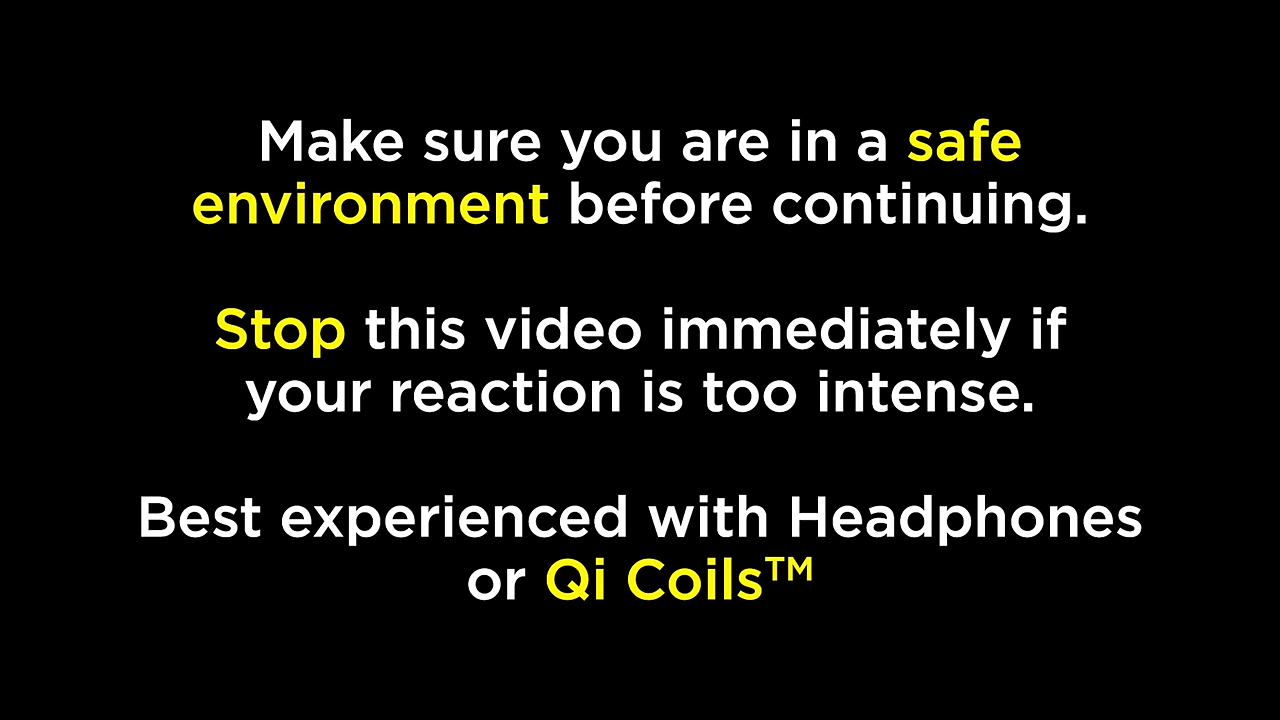 Make sure you are in a safe
environment before continuing.
Stop this video immediately if
your reaction is too intense.
Best experienced with Headphones
or Qi Coils™